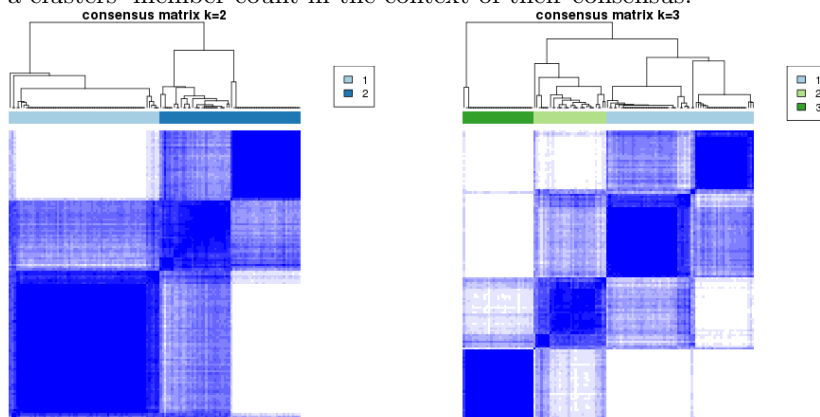 a clusters' member count in the context of their consensus.
consensus matrix k=2
1
2
consensus matrix k=3
1
2
3